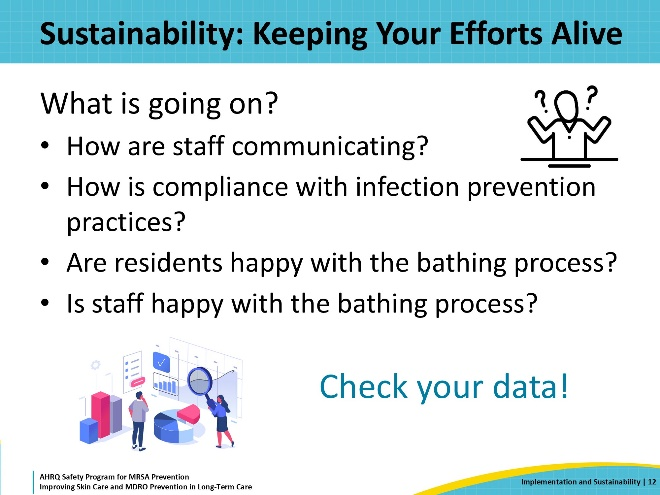 Sustainability: Keeping Your Efforts Alive
What is going on?
• How are staff communicating?
• How is compliance with infection prevention
practices?
• Are residents happy with the bathing process?
• Is staff happy with the bathing process?
Check your data!
AHRQ Safety Program for MRSA Prevention
Improving Skin Care and MDRO Prevention in Long-Term Care
Implementation and Sustainability | 12